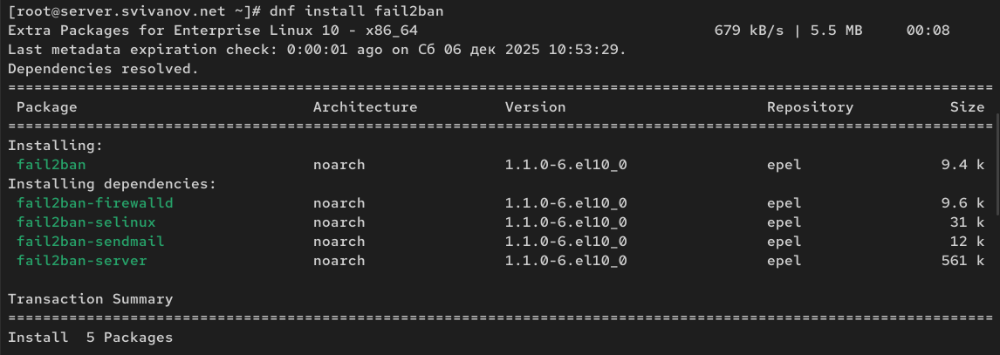 [root@server.svivanov.net ~]# dnf install fail2ban
Extra Packages for Enterprise Linux 10 - x86_64                                  679 kB/s | 5.5 MB     00:08
Last metadata expiration check: 0:00:01 ago on Сб 06 дек 2025 10:53:29.
Dependencies resolved.
=================================================================================================================
 Package                           Architecture          Version                       Repository           Size
=================================================================================================================
Installing:
 fail2ban                          noarch                1.1.0-6.el10_0                epel                9.4 k
Installing dependencies:
 fail2ban-firewalld                noarch                1.1.0-6.el10_0                epel                9.6 k
 fail2ban-selinux                  noarch                1.1.0-6.el10_0                epel                 31 k
 fail2ban-sendmail                 noarch                1.1.0-6.el10_0                epel                 12 k
 fail2ban-server                   noarch                1.1.0-6.el10_0                epel                561 k
Transaction Summary
=================================================================================================================
Install  5 Packages